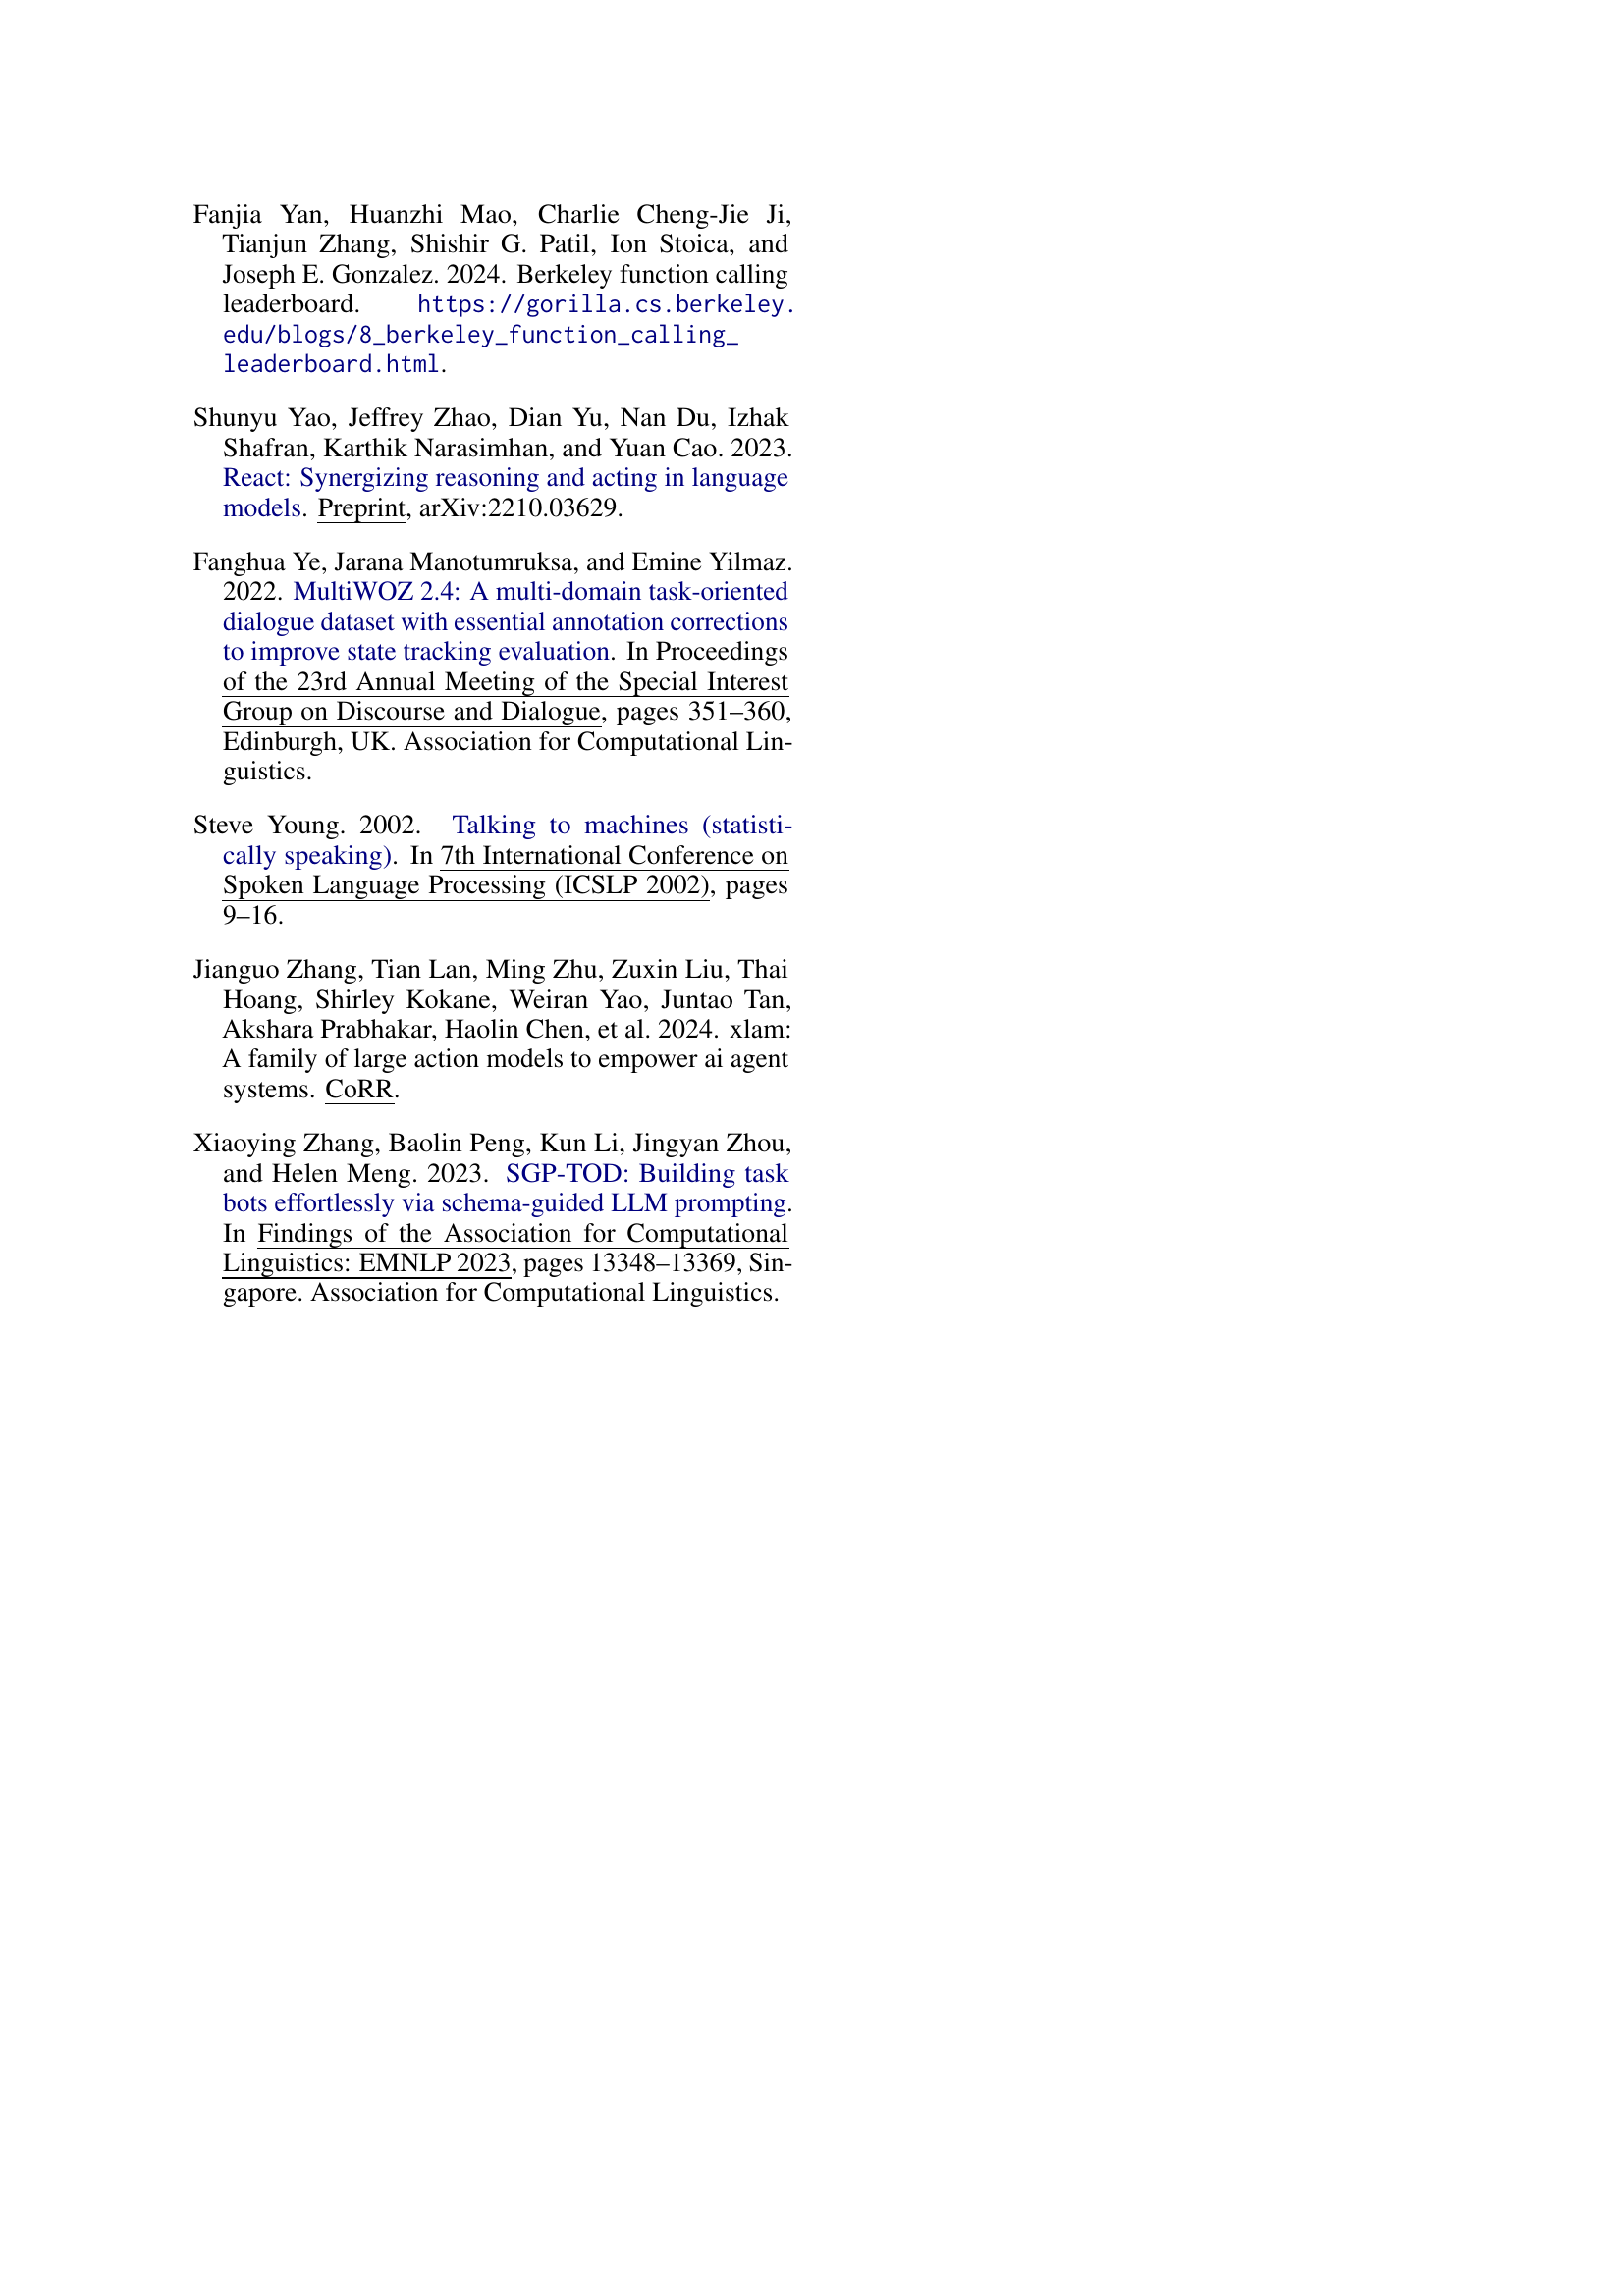 Fanjia Yan, Huanzhi Mao, Charlie Cheng-Jie Ji,
Tianjun Zhang, Shishir G. Patil, Ion Stoica, and
Joseph E. Gonzalez. 2024. Berkeley function calling
leaderboard. https://gorilla.cs.berkeley.
edu/blogs/8_berkeley_function_calling_
leaderboard.html.
Shunyu Yao, Jeffrey Zhao, Dian Yu, Nan Du, Izhak
Shafran, Karthik Narasimhan, and Yuan Cao. 2023.
React: Synergizing reasoning and acting in language
models. Preprint, arXiv:2210.03629.
Fanghua Ye, Jarana Manotumruksa, and Emine Yilmaz.
2022. MultiWOZ 2.4: A multi-domain task-oriented
dialogue dataset with essential annotation corrections
to improve state tracking evaluation. In Proceedings
of the 23rd Annual Meeting of the Special Interest
Group on Discourse and Dialogue, pages 351–360,
Edinburgh, UK. Association for Computational Lin-
guistics.
Steve Young. 2002. Talking to machines (statisti-
cally speaking). In 7th International Conference on
Spoken Language Processing (ICSLP 2002), pages
9–16.
Jianguo Zhang, Tian Lan, Ming Zhu, Zuxin Liu, Thai
Hoang, Shirley Kokane, Weiran Yao, Juntao Tan,
Akshara Prabhakar, Haolin Chen, et al. 2024. xlam:
A family of large action models to empower ai agent
systems. CoRR.
Xiaoying Zhang, Baolin Peng, Kun Li, Jingyan Zhou,
and Helen Meng. 2023. SGP-TOD: Building task
bots effortlessly via schema-guided LLM prompting.
In Findings of the Association for Computational
Linguistics: EMNLP 2023, pages 13348–13369, Sin-
gapore. Association for Computational Linguistics.